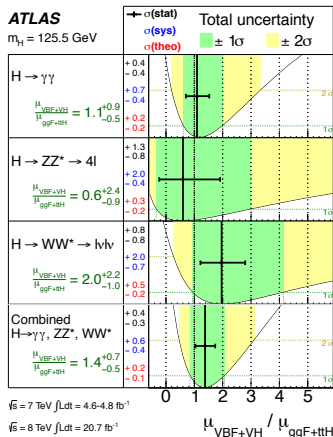 ATLAS
m_H = 125.5 GeV
σ(stat)
σ(sys)
σ(theo)
Total uncertainty
± 1σ
± 2σ
H→γγ
μ_VBF+VH / μ_ggF+ttH = 1.1 +0.9 -0.5
+ 0.4
- 0.4
+ 0.7
- 0.4
+ 0.2
- 0.2
2σ
1σ
H → ZZ* → 4l
μ_VBF+VH / μ_ggF+ttH = 0.6 +2.4 -0.9
+ 1.3
- 0.8
+ 2.0
- 0.4
+ 0.3
- 0.2
1σ
H → WW* → lνlν
μ_VBF+VH / μ_ggF+ttH = 2.0 +2.2 -1.0
+ 0.8
- 0.8
+ 2.0
- 0.7
+ 0.5
- 0.2
1σ
Combined
H→γγ, ZZ*, WW*
μ_VBF+VH / μ_ggF+ttH = 1.4 +0.7 -0.5
+ 0.4
- 0.3
+ 0.6
- 0.4
+ 0.2
- 0.2
2σ
1σ
√s = 7 TeV ∫Ldt = 4.6-4.8 fb⁻¹
√s = 8 TeV ∫Ldt = 20.7 fb⁻¹
0 1 2 3 4 5
μ_VBF+VH / μ_ggF+ttH